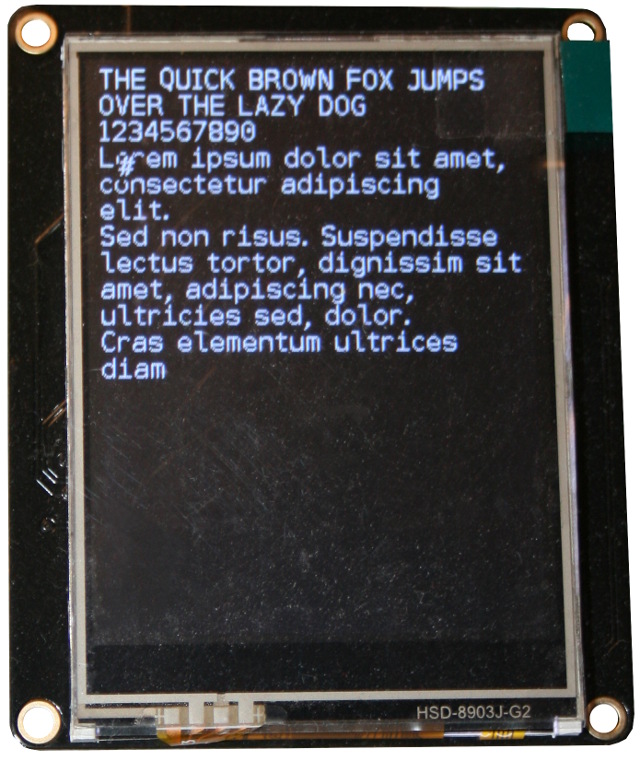 THE QUICK BROWN FOX JUMPS
OVER THE LAZY DOG
1234567890
Lorem ipsum dolor sit amet,
consectetur adipiscing
elit.
Sed non risus. Suspendisse
lectus tortor, dignissim sit
amet, adipiscing nec,
ultricies sed, dolor.
Cras elementum ultrices
diam
HSD-8903J-G2